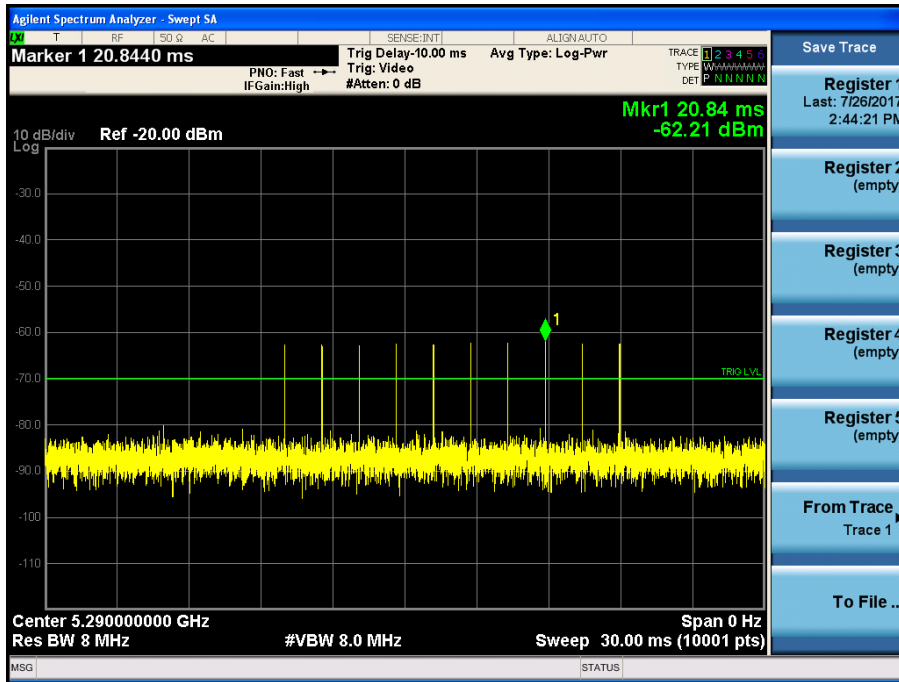 Agilent Spectrum Analyzer - Swept SA
LXI T RF 50 Ω AC SENSE:INT ALIGN AUTO
Marker 1 20.8440 ms
PNO: Fast
IFGain:High
Trig Delay-10.00 ms
Trig: Video
#Atten: 0 dB
Avg Type: Log-Pwr
TRACE 1 2 3 4 5 6
TYPE WWWWWW
DET P N N N N N
Mkr1 20.84 ms
-62.21 dBm
10 dB/div Ref -20.00 dBm
Log
-30.0
-40.0
-50.0
-60.0
-70.0
-80.0
-90.0
-100
-110
1
TRIG LVL
Center 5.290000000 GHz Span 0 Hz
Res BW 8 MHz #VBW 8.0 MHz Sweep 30.00 ms (10001 pts)
MSG STATUS
Save Trace
Register 1
Last: 7/26/2017
2:44:21 PM
Register 2
(empty
Register 3
(empty
Register 4
(empty
Register 5
(empty
From Trace
Trace 1
To File ..